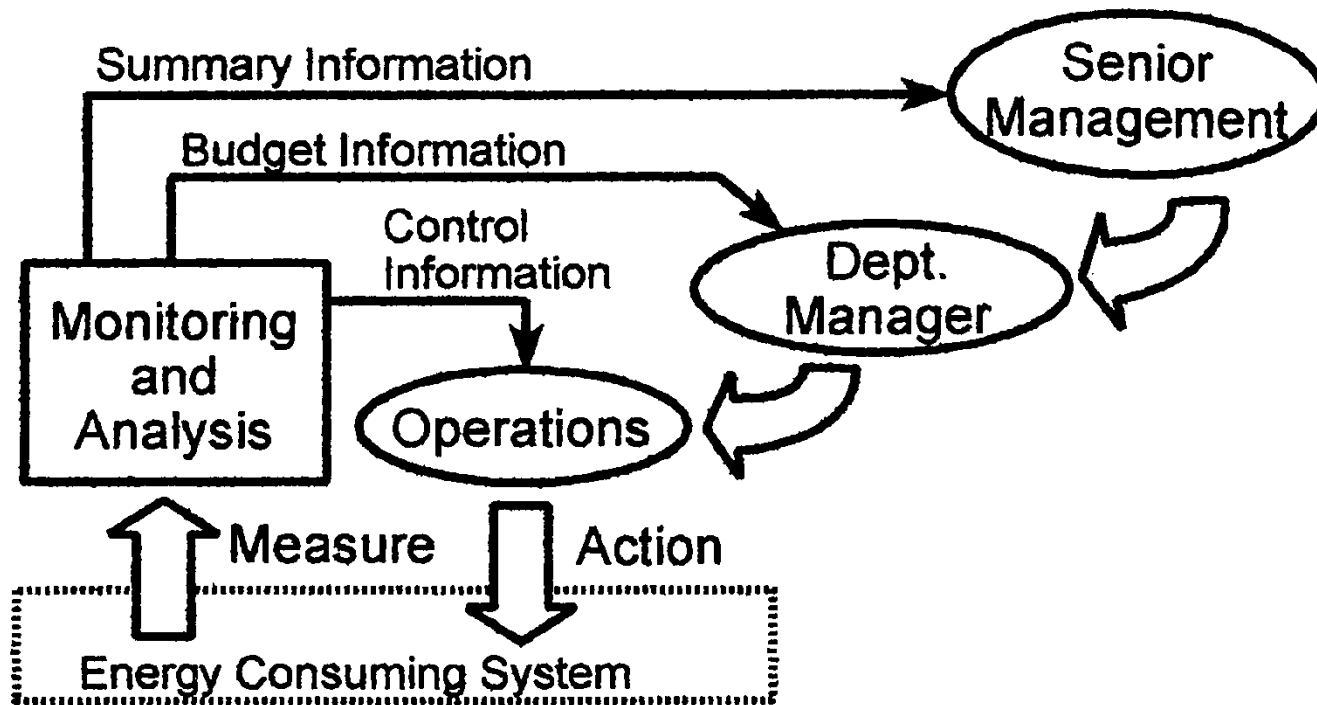 Summary Information
Senior
Management
Budget Information
Control
Information
Dept.
Manager
Monitoring
and
Analysis
Operations
Measure
Action
Energy Consuming System